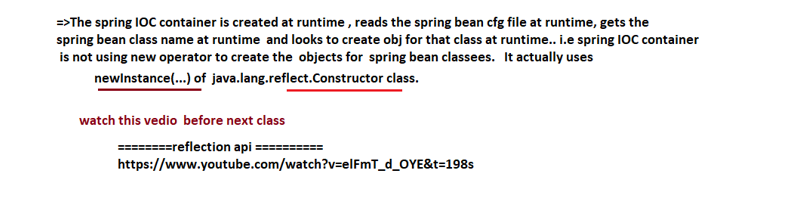 =>The spring IOC container is created at runtime , reads the spring bean cfg file at runtime, gets the
spring bean class name at runtime and looks to create obj for that class at runtime.. i.e spring IOC container
is not using new operator to create the objects for spring bean classees. It actually uses
newInstance(...) of java.lang.reflect.Constructor class.
watch this vedio before next class
========reflection api ==========
https://www.youtube.com/watch?v=elFmT_d_OYE&t=198s